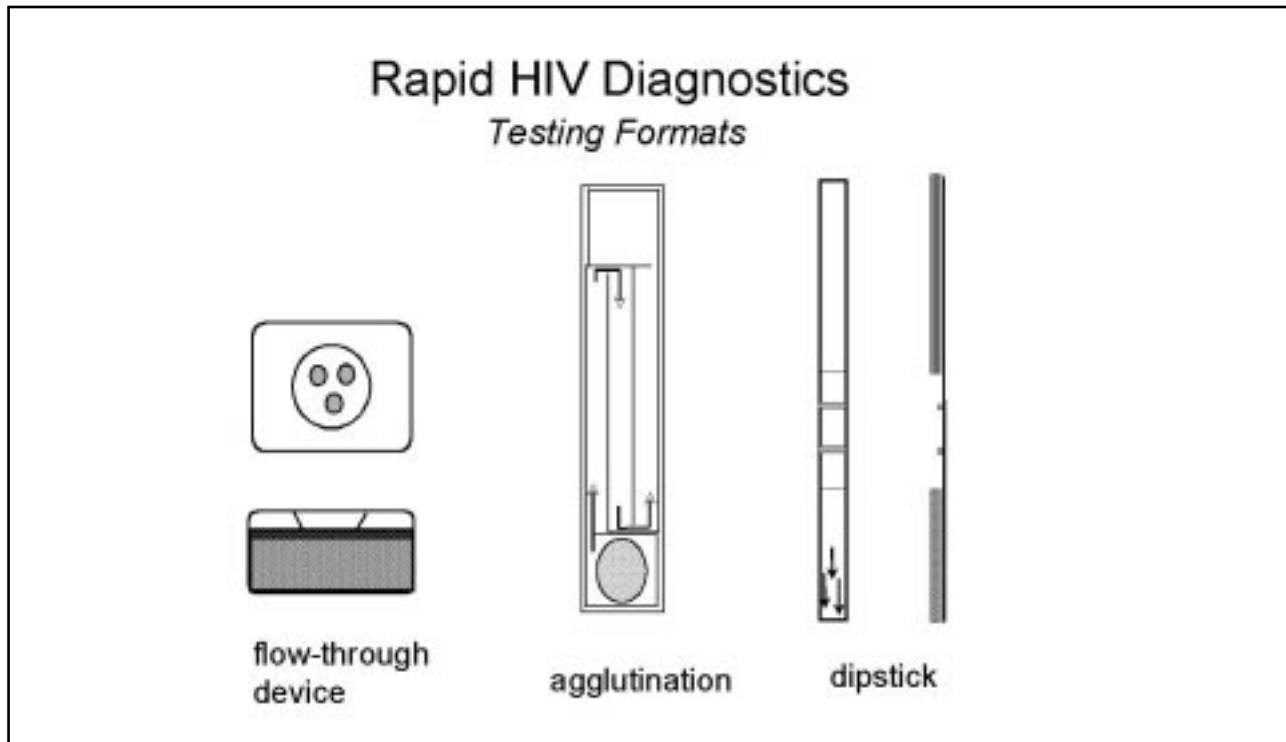 Rapid HIV Diagnostics
Testing Formats
flow-through
device
agglutination
dipstick